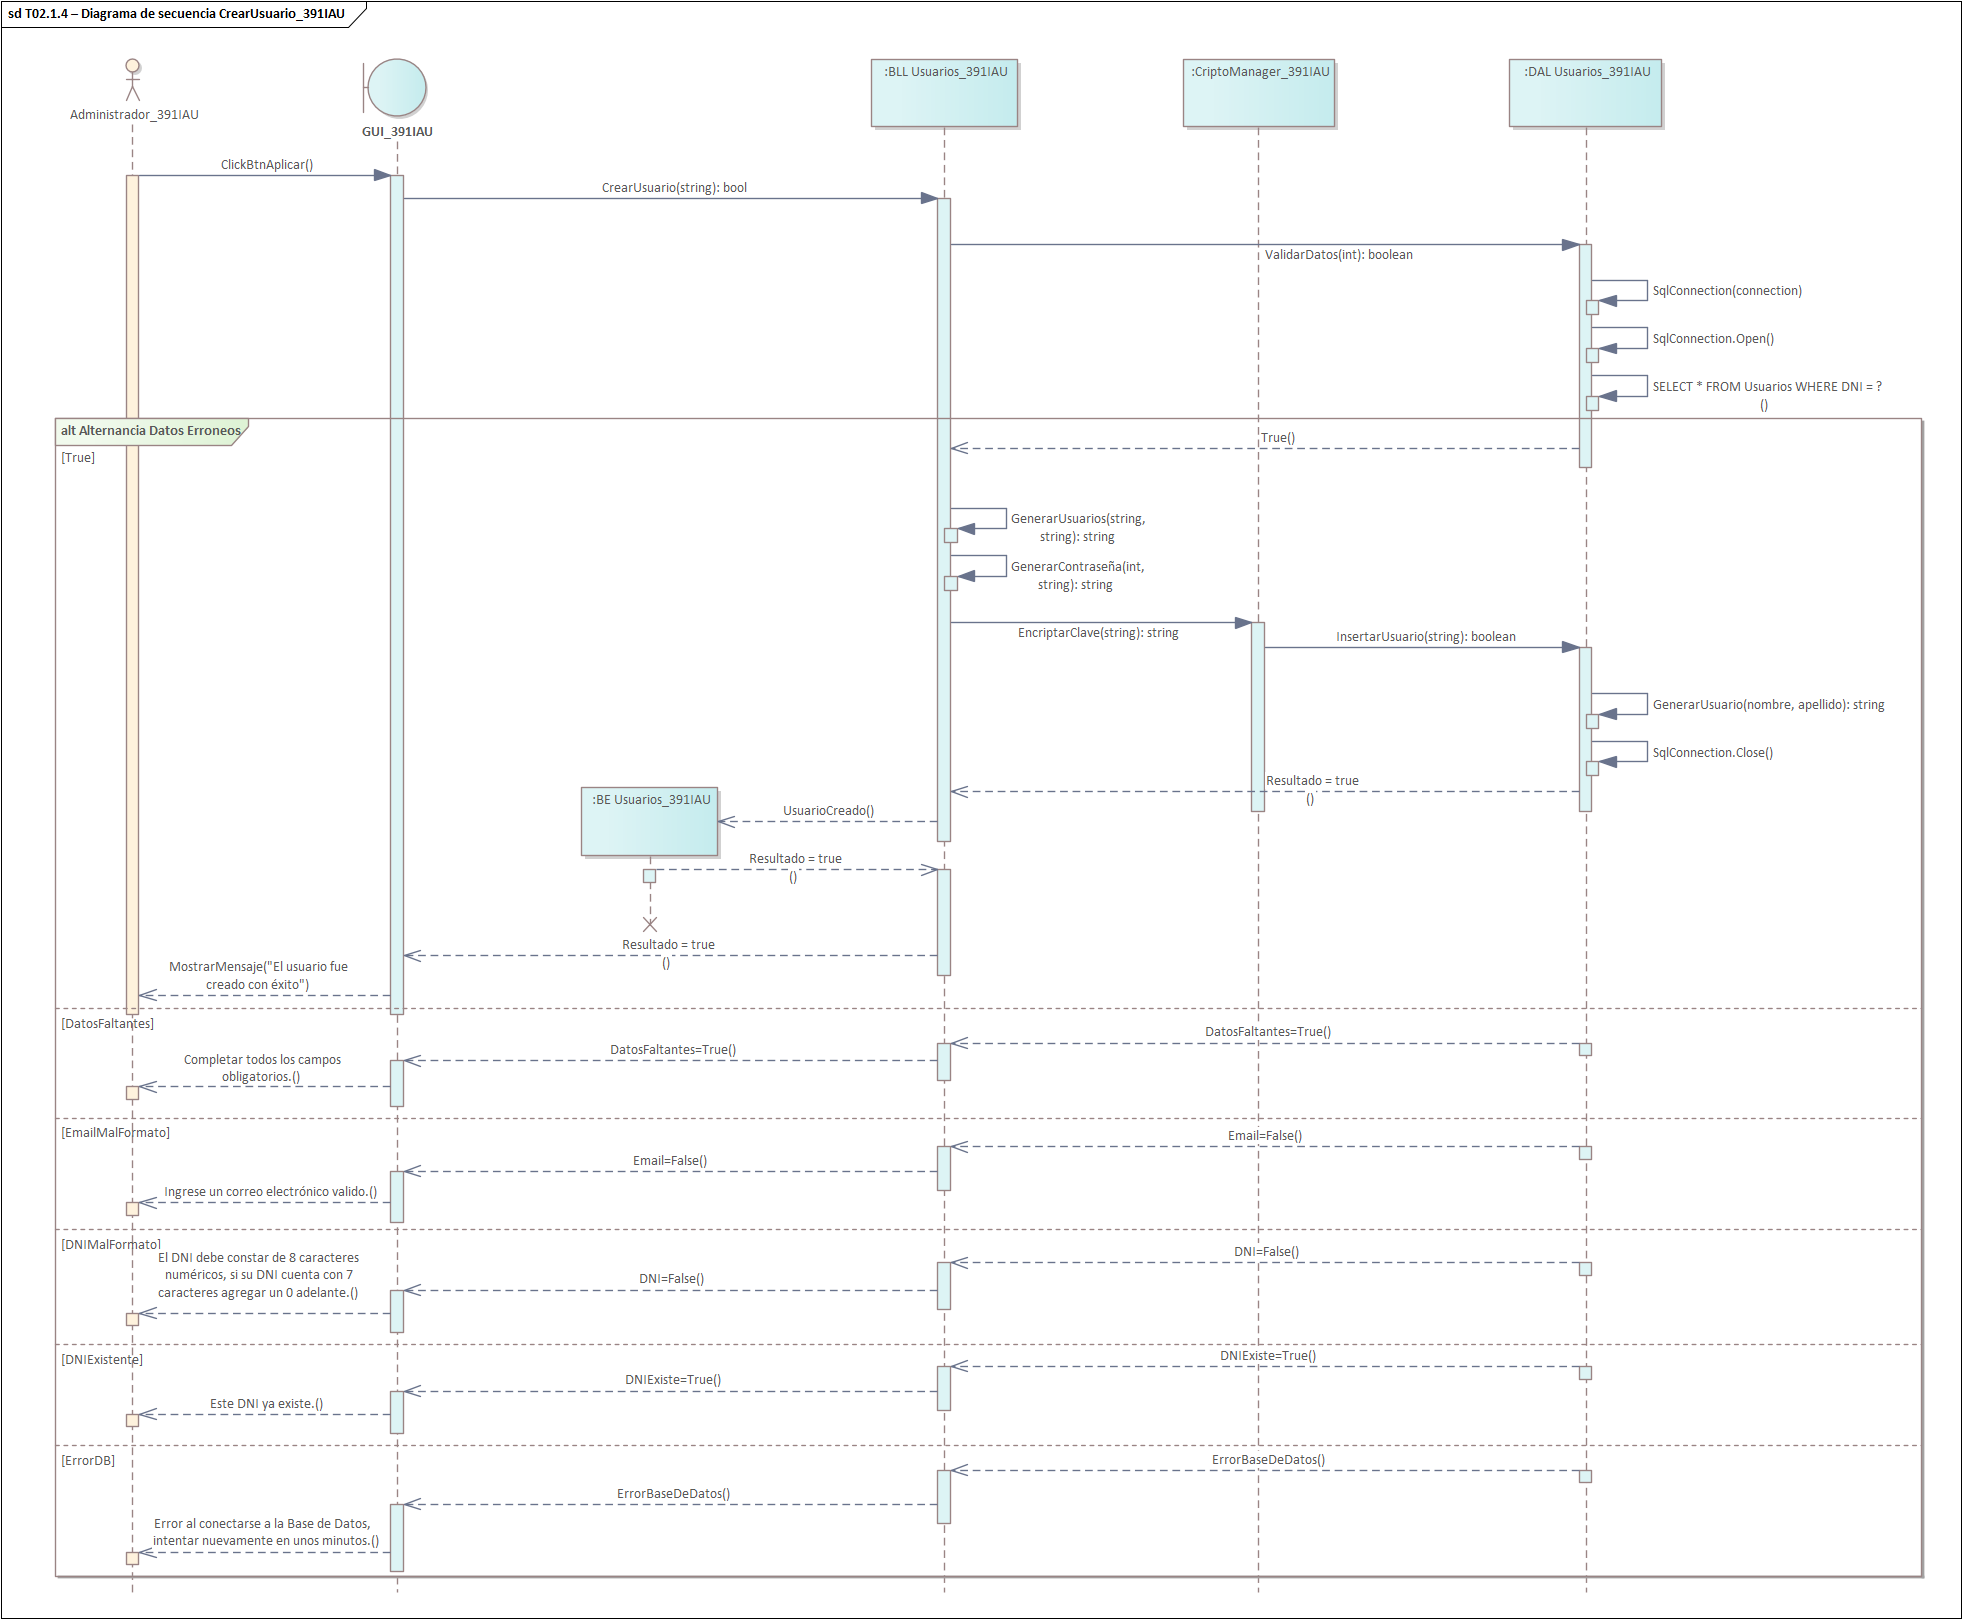 sd T02.1.4 – Diagrama de secuencia CrearUsuario_391IAU
Administrador_391IAU
GUI_391IAU
:BLL Usuarios_391IAU
:CriptoManager_391IAU
:DAL Usuarios_391IAU
ClickBtnAplicar()
CrearUsuario(string): bool
ValidarDatos(int): boolean
SqlConnection(connection)
SqlConnection.Open()
SELECT * FROM Usuarios WHERE DNI = ?
()
alt Alternancia Datos Erroneos
[True]
True()
GenerarUsuarios(string,
string): string
GenerarContraseña(int,
string): string
EncriptarClave(string): string
InsertarUsuario(string): boolean
GenerarUsuario(nombre, apellido): string
SqlConnection.Close()
Resultado = true
()
:BE Usuarios_391IAU
UsuarioCreado()
Resultado = true
()
Resultado = true
()
MostrarMensaje("El usuario fue
creado con éxito")
[DatosFaltantes]
DatosFaltantes=True()
DatosFaltantes=True()
Completar todos los campos
obligatorios.()
[EmailMalFormato]
Email=False()
Email=False()
Ingrese un correo electrónico valido.()
[DNIMalFormato]
DNI=False()
DNI=False()
El DNI debe constar de 8 caracteres
numéricos, si su DNI cuenta con 7
caracteres agregar un 0 adelante.()
[DNIExistente]
DNIExiste=True()
DNIExiste=True()
Este DNI ya existe.()
[ErrorDB]
ErrorBaseDeDatos()
ErrorBaseDeDatos()
Error al conectarse a la Base de Datos,
intentar nuevamente en unos minutos.()